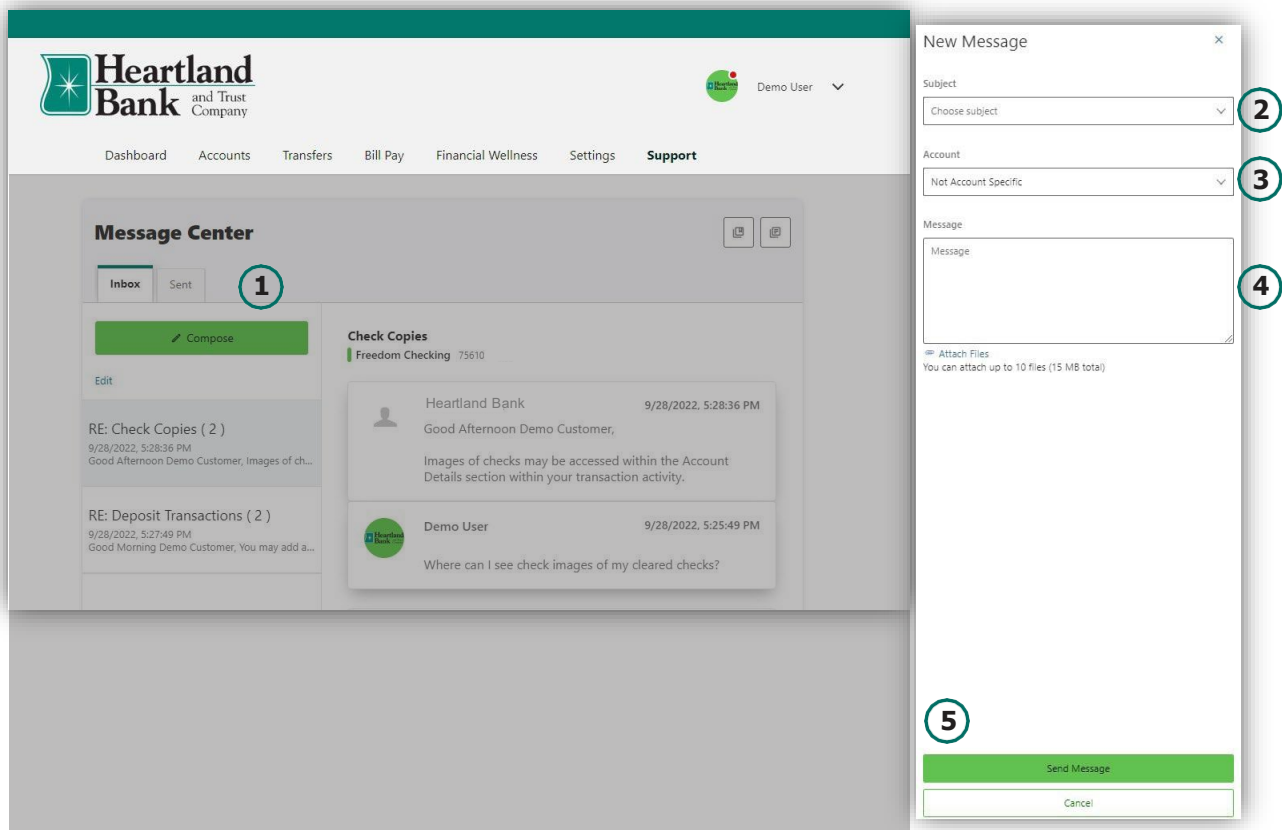 Heartland
Bank and Trust
Company
Demo User
Dashboard Accounts Transfers Bill Pay Financial Wellness Settings Support
Message Center
Inbox Sent
1
Compose
Edit
RE: Check Copies ( 2 )
9/28/2022, 5:28:36 PM
Good Afternoon Demo Customer, Images of ch...
RE: Deposit Transactions ( 2 )
9/28/2022, 5:27:49 PM
Good Morning Demo Customer, You may add a...
Check Copies
Freedom Checking 75610
Heartland Bank 9/28/2022, 5:28:36 PM
Good Afternoon Demo Customer,
Images of checks may be accessed within the Account
Details section within your transaction activity.
Heartland
Bank
Demo User 9/28/2022, 5:25:49 PM
Where can I see check images of my cleared checks?
New Message ×
Subject
Choose subject
2
Account
Not Account Specific
3
Message
Message
4
Attach Files
You can attach up to 10 files (15 MB total)
5
Send Message
Cancel